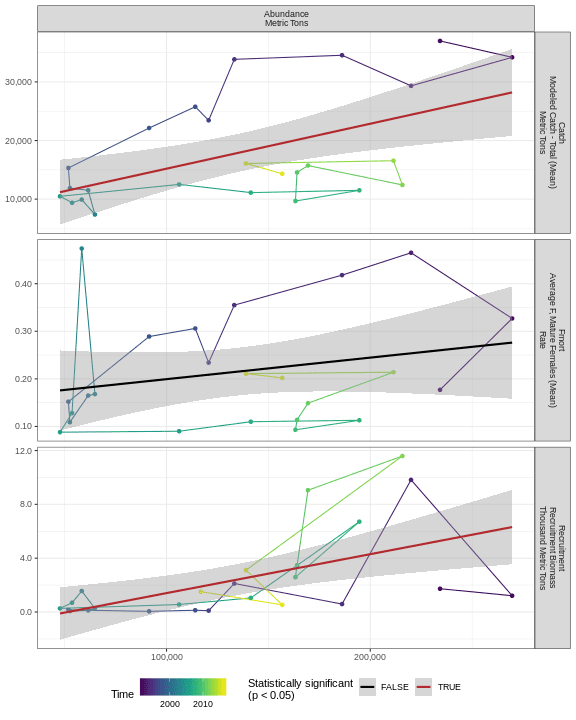 Abundance
Metric Tons
30,000
20,000
10,000
Catch
Modeled Catch - Total (Mean)
Metric Tons
0.40
0.30
0.20
0.10
Fmort
Average F, Mature Females (Mean)
Rate
12.0
8.0
4.0
0.0
Recruitment
Recruitment Biomass
Thousand Metric Tons
100,000
200,000
Time
2000
2010
Statistically significant
(p < 0.05)
FALSE
TRUE